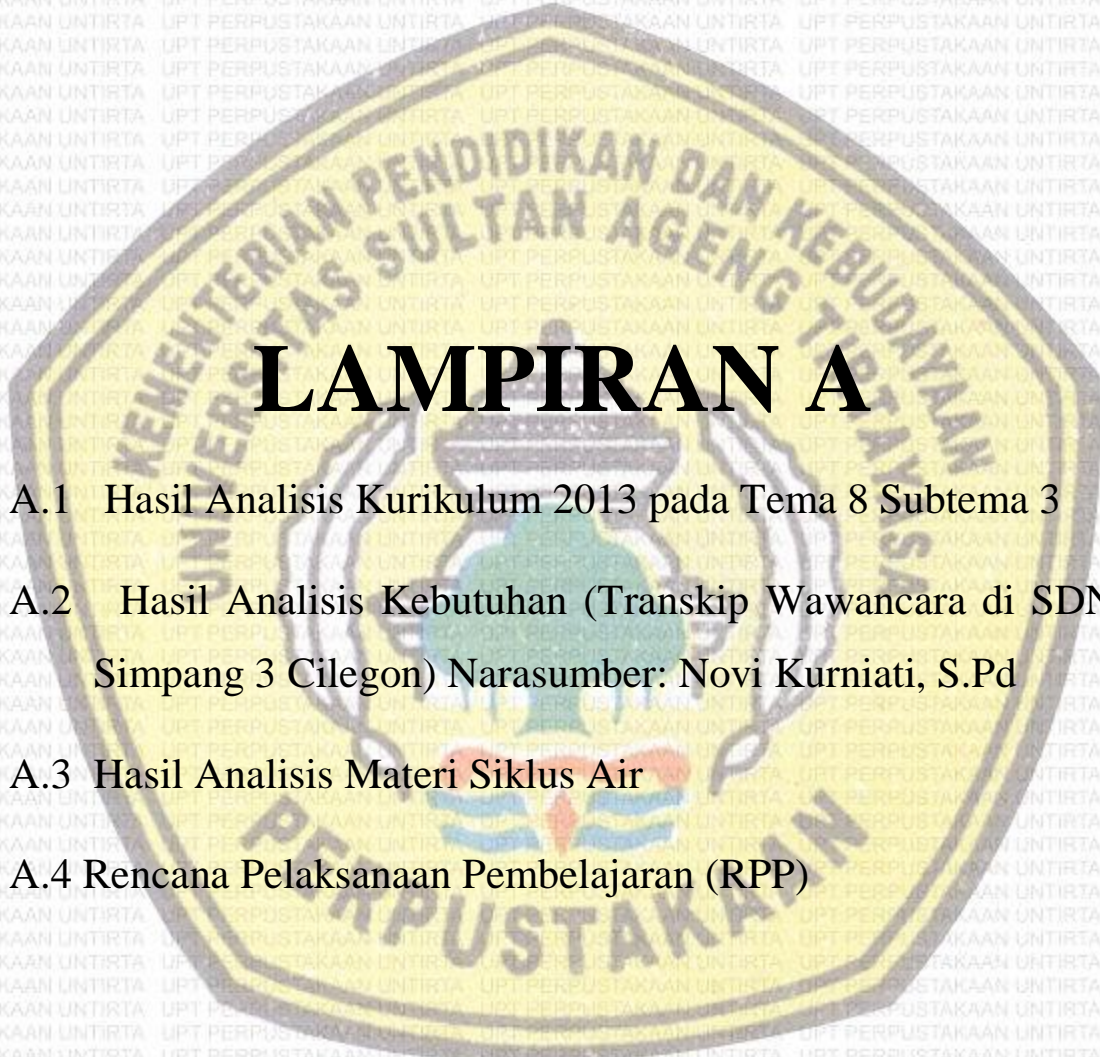 KEMENTERIAN PENDIDIKAN DAN KEBUDAYAAN
UNIVERSITAS SULTAN AGENG TIRTAYASA
LAMPIRAN A
A.1 Hasil Analisis Kurikulum 2013 pada Tema 8 Subtema 3
A.2 Hasil Analisis Kebutuhan (Transkip Wawancara di SDN
Simpang 3 Cilegon) Narasumber: Novi Kurniati, S.Pd
A.3 Hasil Analisis Materi Siklus Air
A.4 Rencana Pelaksanaan Pembelajaran (RPP)
PERPUSTAKAAN
UPT PERPUSTAKAAN UNTIRTA